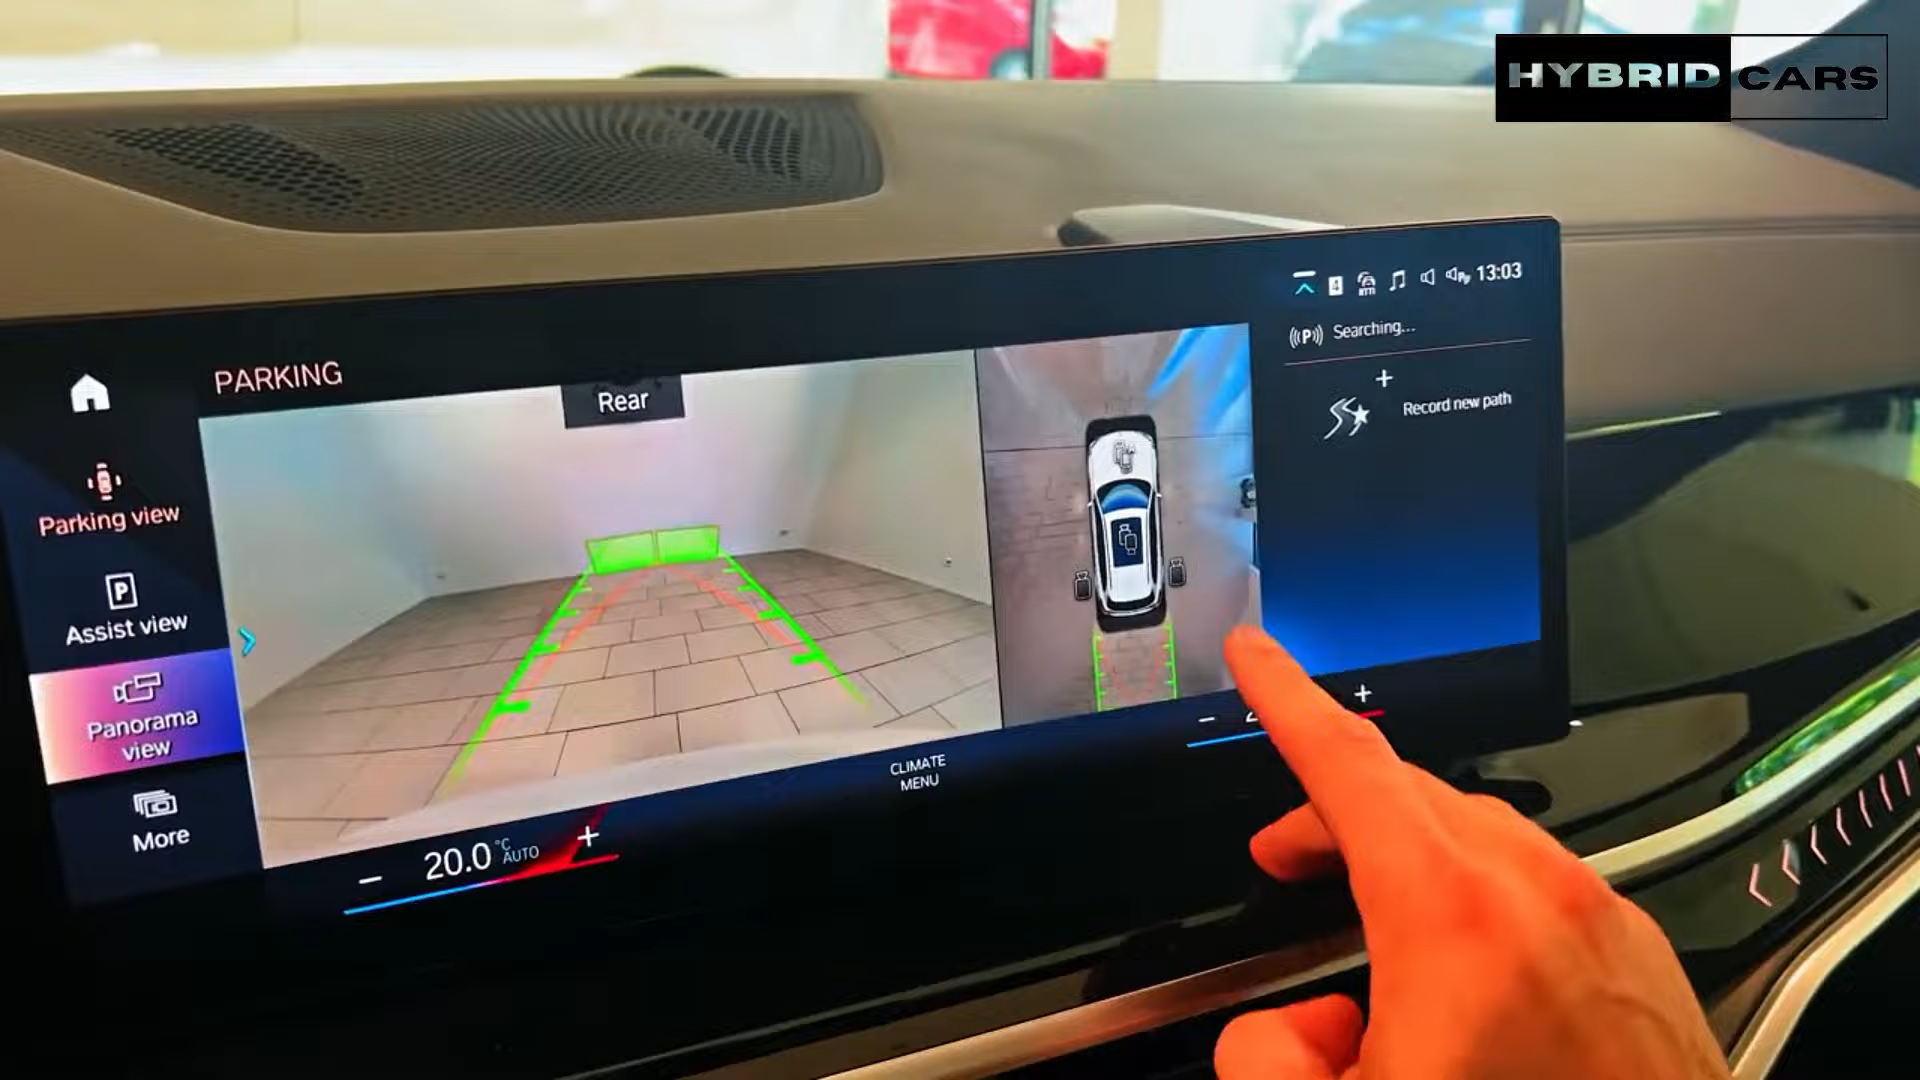 HYBRID CARS
13:03
Searching...
Record new path
PARKING
Rear
Parking view
Assist view
Panorama
view
More
CLIMATE
MENU
20.0 °C
AUTO